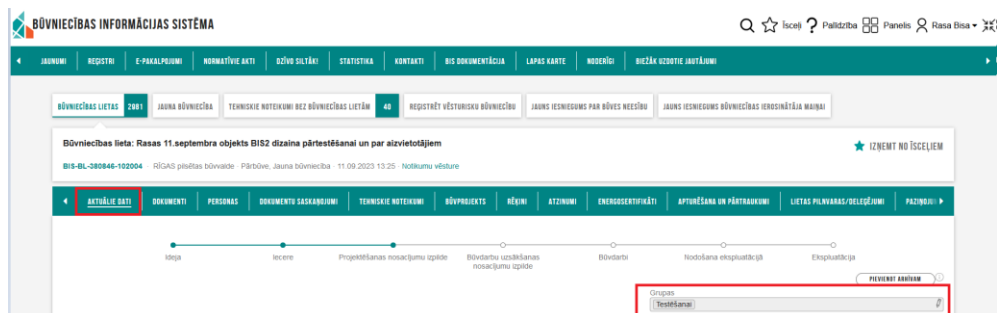 BŪVNIECĪBAS INFORMĀCIJAS SISTĒMA
Īsceļi ? Palīdzība Panelis Rasa Bisa
JAUNUMI REĢISTRI E-PAKALPOJUMI NORMATĪVIE AKTI DZĪVO SILTĀK! STATISTIKA KONTAKTI BIS DOKUMENTĀCIJA LAPAS KARTE NODERĪGI BIEŽĀK UZDOTIE JAUTĀJUMI
BŪVNIECĪBAS LIETAS 2081 JAUNA BŪVNIECĪBA TEHNISKIE NOTEIKUMI BEZ BŪVNIECĪBAS LIETĀM 40 REĢISTRĒT VĒSTURISKU BŪVNIECĪBU JAUNS IESNIEGUMS PAR BŪVES NEESĪBU JAUNS IESNIEGUMS BŪVNIECĪBAS IEROSINĀTĀJA MAIŅAI
Būvniecības lieta: Rasas 11.septembra objekts BIS2 dizaina pārtestēšanai un par aizvietotājiem
IZŅEMT NO ĪSCEĻIEM
BIS-BL-380846-102004 · RĪGAS pilsētas būvvalde · Pārbūve, Jauna būvniecība · 11.09.2023 13:25 · Notikumu vēsture
AKTUĀLIE DATI DOKUMENTI PERSONAS DOKUMENTU SASKAŅOJUMI TEHNISKIE NOTEIKUMI BŪVPROJEKTS RĒĶINI ATZINUMI ENERGOSERTIFIKĀTI APTURĒŠANA UN PĀRTRAUKUMI LIETAS PILNVARAS/DELEĢĒJUMI
Ideja Iecere Projektēšanas nosacījumu izpilde Būvdarbu uzsākšanas nosacījumu izpilde Būvdarbi Nodošana ekspluatācijā Ekspluatācija
PIEVIENOT ARHĪVAM
Grupas
Testēšanai